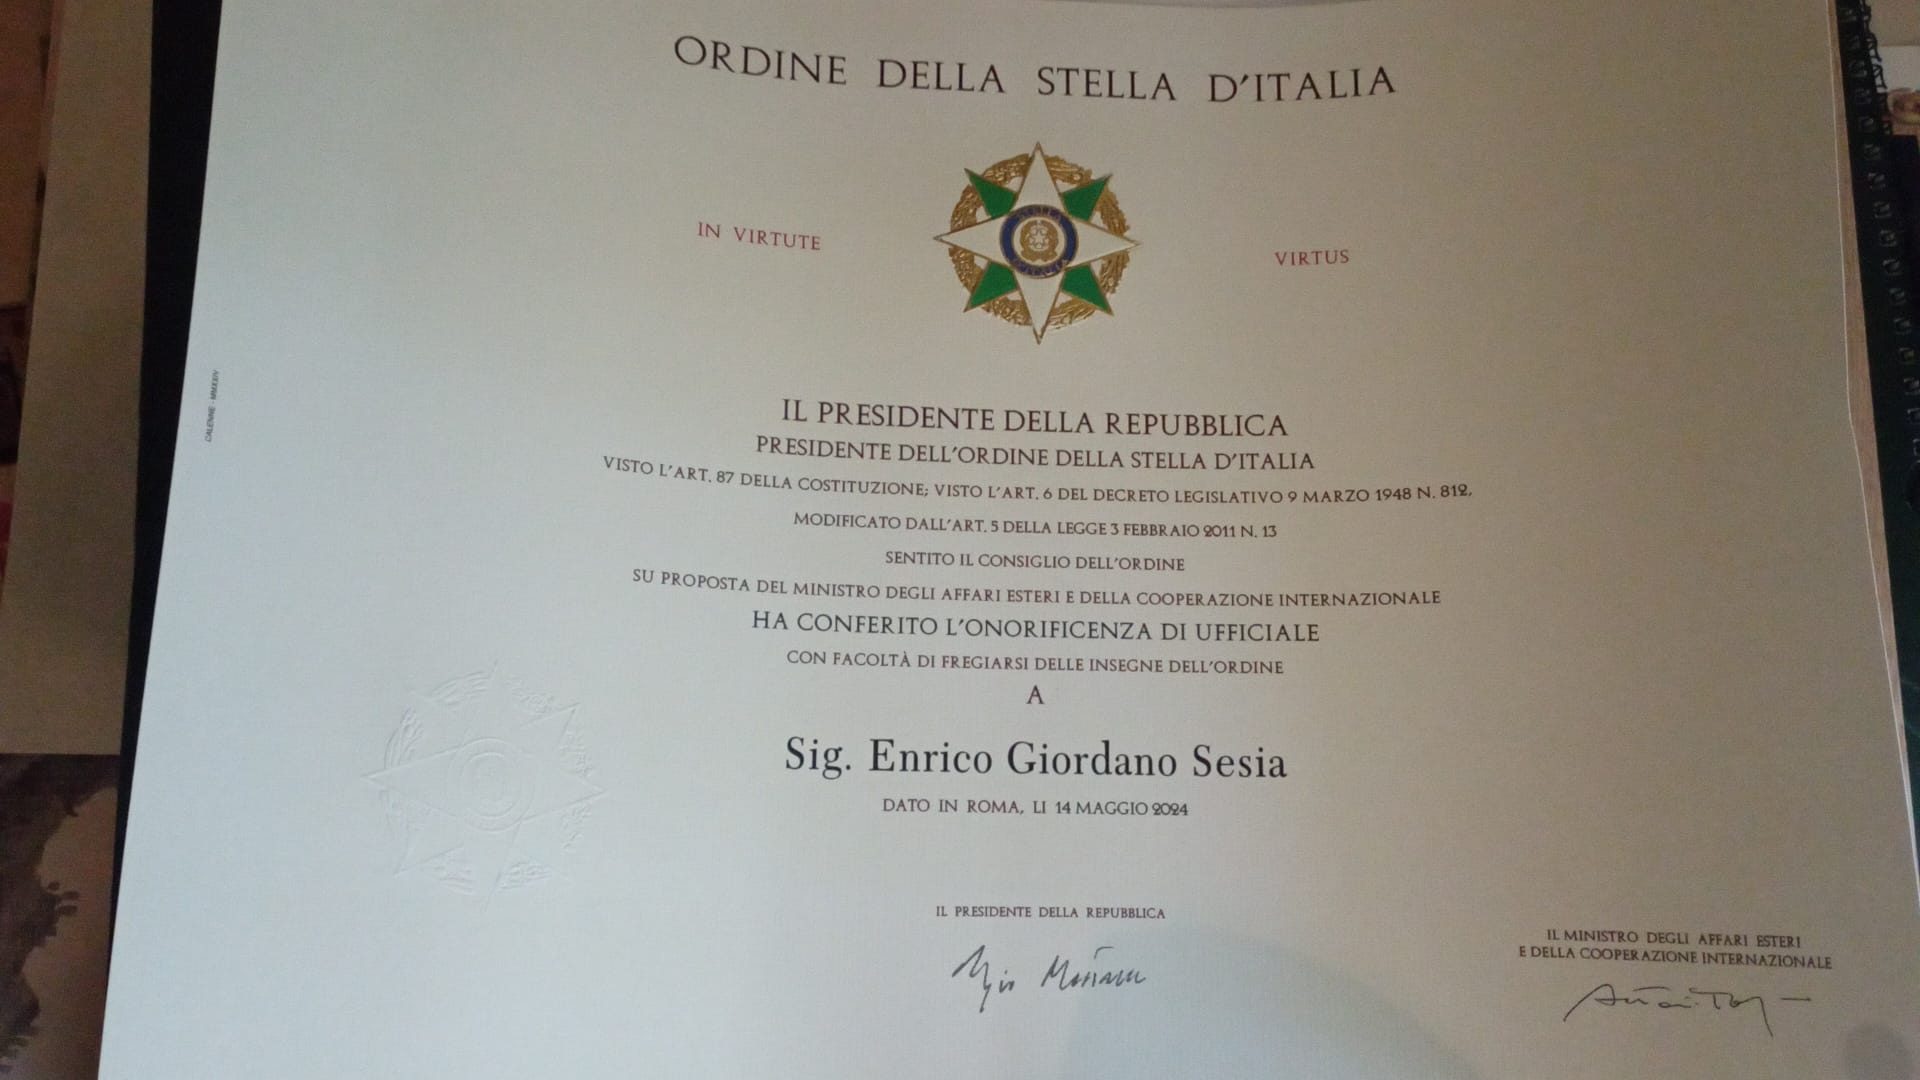 ORDINE DELLA STELLA D'ITALIA
IN VIRTUTE
STELLA
D'ITALIA
VIRTUS
CALENNE - MMXXIV
IL PRESIDENTE DELLA REPUBBLICA
PRESIDENTE DELL'ORDINE DELLA STELLA D'ITALIA
VISTO L'ART. 87 DELLA COSTITUZIONE; VISTO L'ART. 6 DEL DECRETO LEGISLATIVO 9 MARZO 1948 N. 812,
MODIFICATO DALL'ART. 5 DELLA LEGGE 3 FEBBRAIO 2011 N. 13
SENTITO IL CONSIGLIO DELL'ORDINE
SU PROPOSTA DEL MINISTRO DEGLI AFFARI ESTERI E DELLA COOPERAZIONE INTERNAZIONALE
HA CONFERITO L'ONORIFICENZA DI UFFICIALE
CON FACOLTÀ DI FREGIARSI DELLE INSEGNE DELL'ORDINE
A
Sig. Enrico Giordano Sesia
DATO IN ROMA, LI 14 MAGGIO 2024
IL PRESIDENTE DELLA REPUBBLICA
IL MINISTRO DEGLI AFFARI ESTERI
E DELLA COOPERAZIONE INTERNAZIONALE